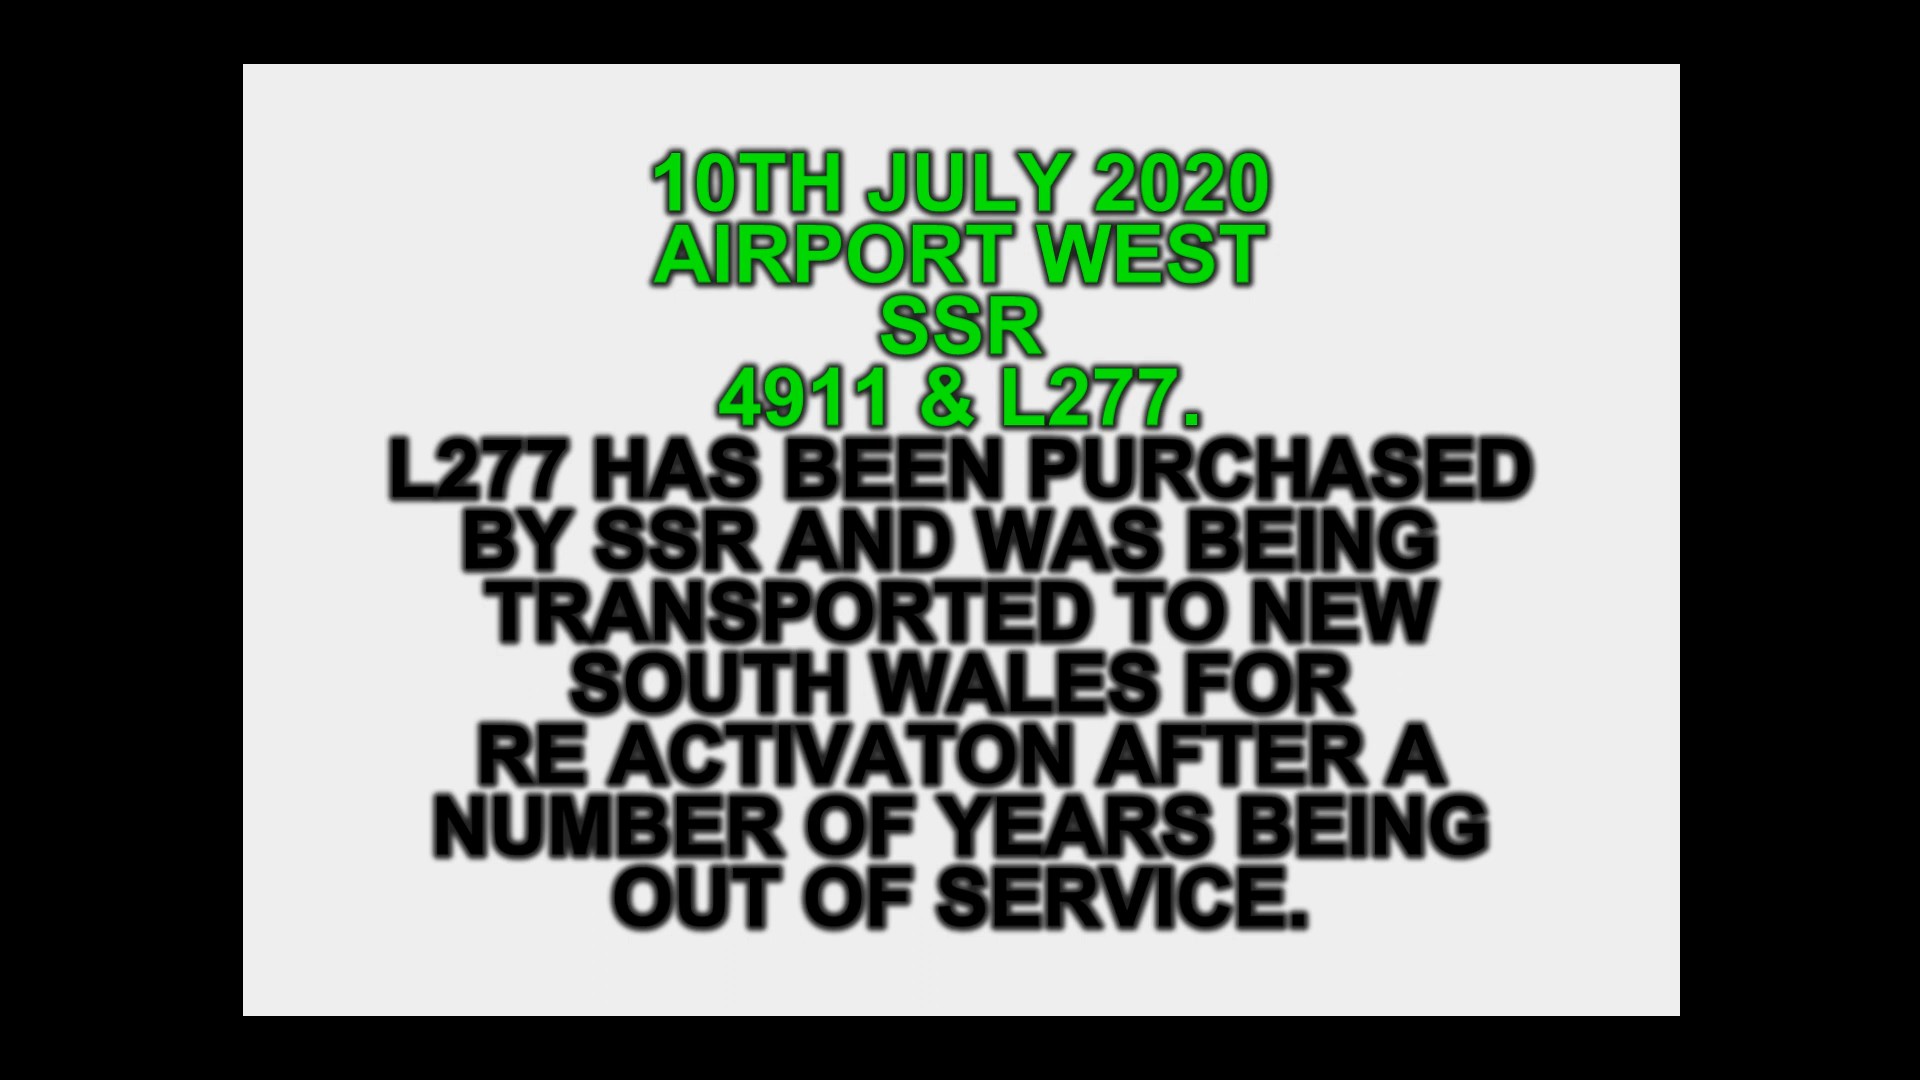 10TH JULY 2020
AIRPORT WEST
SSR
4911 & L277.
L277 HAS BEEN PURCHASED
BY SSR AND WAS BEING
TRANSPORTED TO NEW
SOUTH WALES FOR
RE ACTIVATON AFTER A
NUMBER OF YEARS BEING
OUT OF SERVICE.